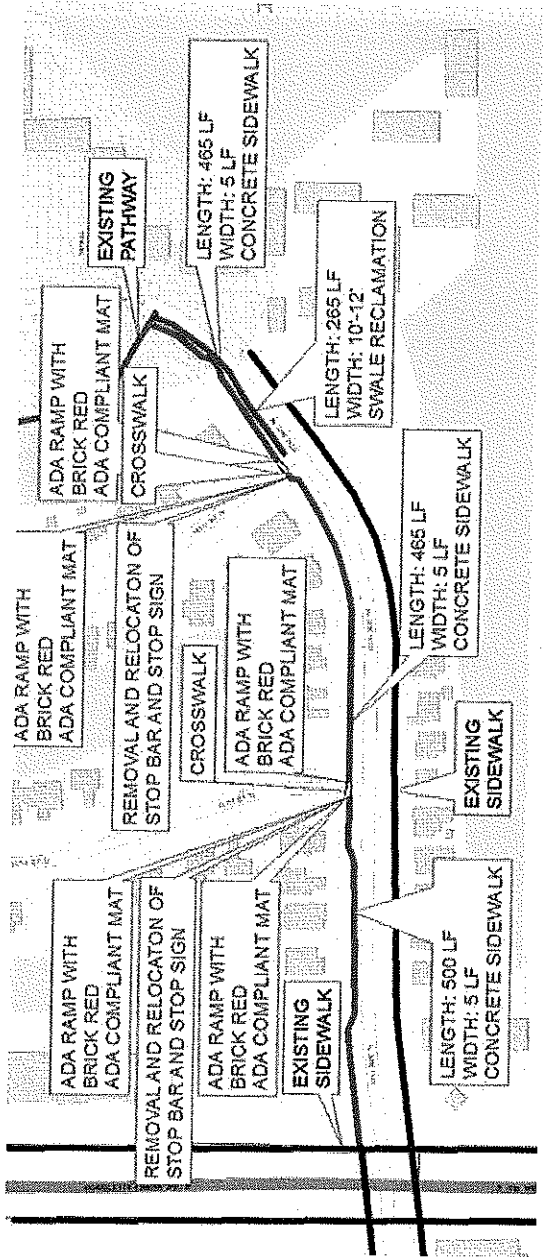 ADA RAMP WITH
BRICK RED
ADA COMPLIANT MAT
REMOVAL AND RELOCATON OF
STOP BAR AND STOP SIGN
ADA RAMP WITH
BRICK RED
ADA COMPLIANT MAT
EXISTING
SIDEWALK
LENGTH: 500 LF
WIDTH: 5 LF
CONCRETE SIDEWALK
ADA RAMP WITH
BRICK RED
ADA COMPLIANT MAT
REMOVAL AND RELOCATON OF
STOP BAR AND STOP SIGN
CROSSWALK
ADA RAMP WITH
BRICK RED
ADA COMPLIANT MAT
EXISTING
SIDEWALK
LENGTH: 465 LF
WIDTH: 5 LF
CONCRETE SIDEWALK
ADA RAMP WITH
BRICK RED
ADA COMPLIANT MAT
CROSSWALK
EXISTING
PATHWAY
LENGTH: 465 LF
WIDTH: 5 LF
CONCRETE SIDEWALK
LENGTH: 265 LF
WIDTH: 10'-12'
SWALE RECLAMATION